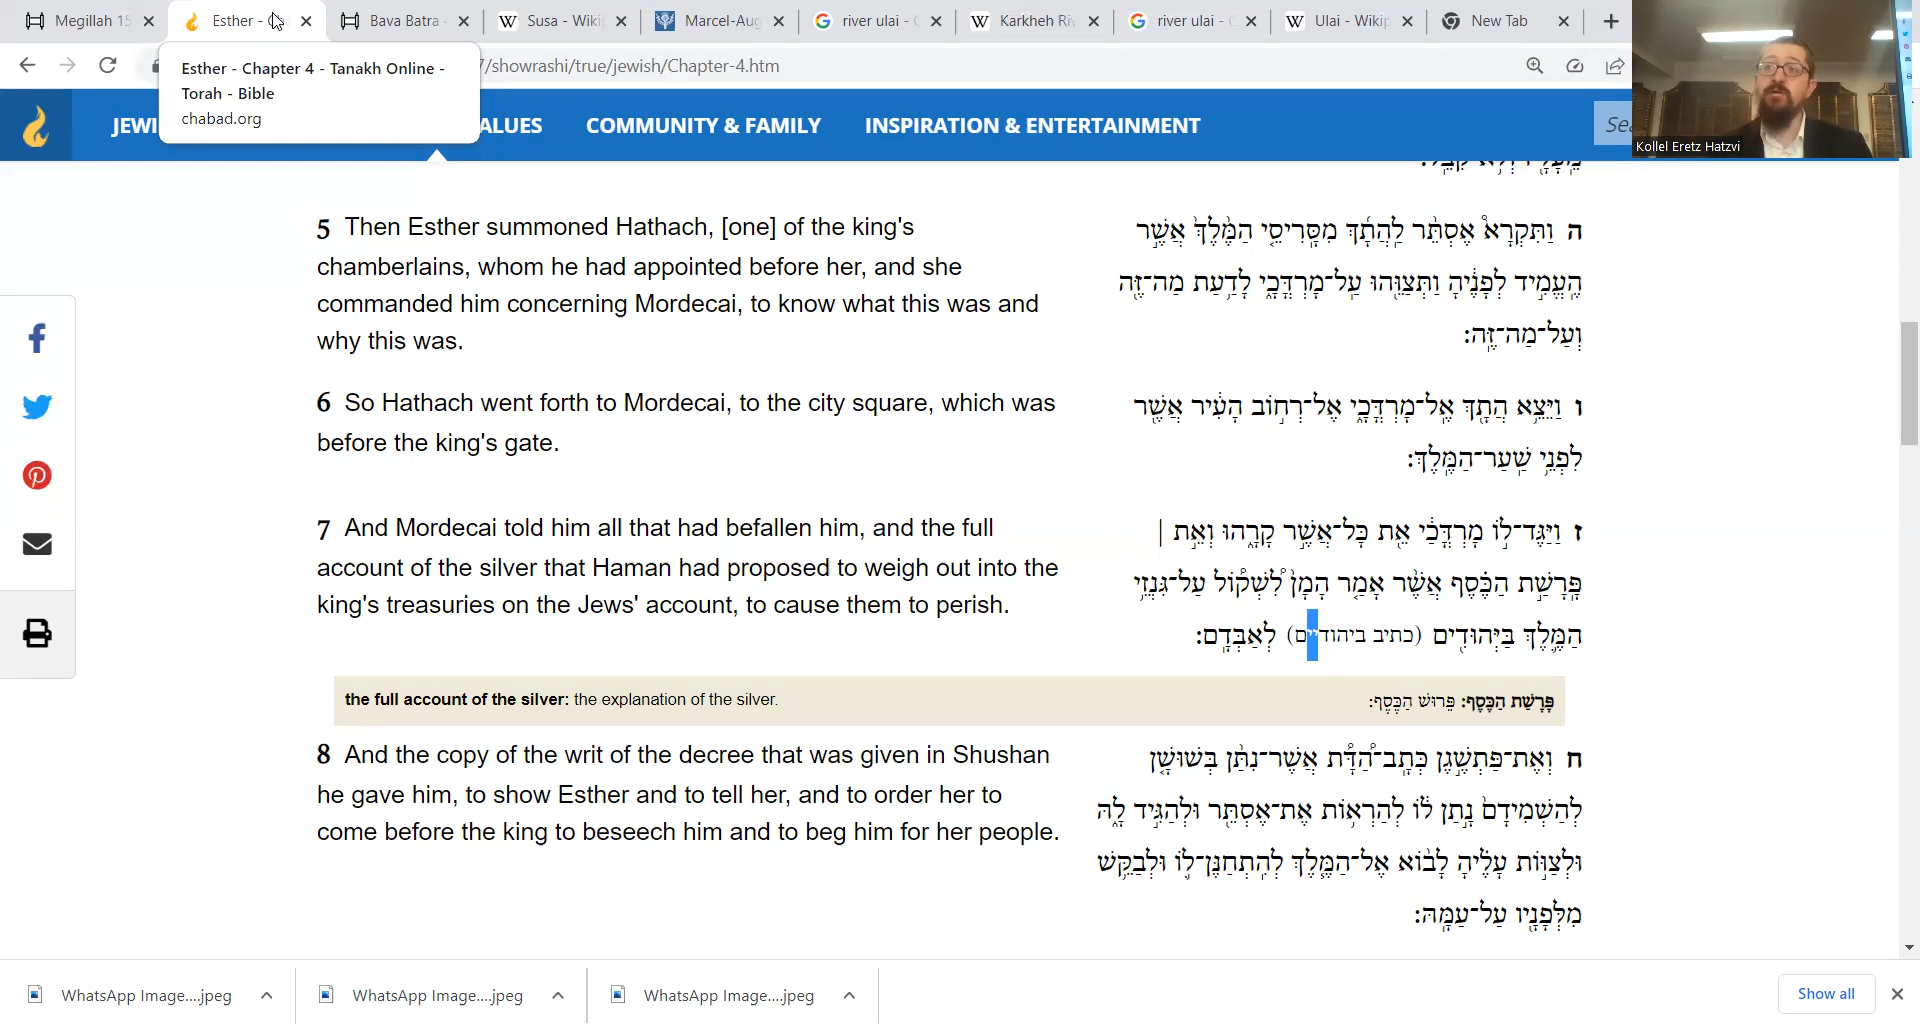 Megillah 15
Esther -
Bava Batra
Susa - Wiki
Marcel-Aug
river ulai -
Karkheh Ri
river ulai -
Ulai - Wikip
New Tab
7/showrashi/true/jewish/Chapter-4.htm
Esther - Chapter 4 - Tanakh Online -
Torah - Bible
chabad.org
JEWI
ALUES
COMMUNITY & FAMILY
INSPIRATION & ENTERTAINMENT
Sea
Kollel Eretz Hatzvi
5 Then Esther summoned Hathach, [one] of the king's
chamberlains, whom he had appointed before her, and she
commanded him concerning Mordecai, to know what this was and
why this was.
ה וַתִּקְרָא֩ אֶסְתֵּ֨ר לַֽהֲתָ֜ךְ מִסָּֽרִיסֵ֤י הַמֶּ֨לֶךְ֙ אֲשֶׁ֣ר
הֶֽעֱמִ֣יד לְפָנֶ֔יהָ וַתְּצַוֵּ֖הוּ עַֽל־מָרְדֳּכָ֑י לָדַ֥עַת מַה־זֶּ֖ה
וְעַל־מַה־זֶּֽה:
6 So Hathach went forth to Mordecai, to the city square, which was
before the king's gate.
ו וַיֵּצֵ֥א הֲתָ֖ךְ אֶֽל־מָרְדֳּכָ֑י אֶל־רְח֣וֹב הָעִ֔יר אֲשֶׁ֖ר
לִפְנֵ֥י שַֽׁעַר־הַמֶּֽלֶךְ:
7 And Mordecai told him all that had befallen him, and the full
account of the silver that Haman had proposed to weigh out into the
king's treasuries on the Jews' account, to cause them to perish.
ז וַיַּגֶּד־ל֣וֹ מָרְדֳּכַ֔י אֵ֖ת כָּל־אֲשֶׁ֣ר קָרָ֑הוּ וְאֵ֣ת |
פָּֽרָשַׁ֣ת הַכֶּ֗סֶף אֲשֶׁ֨ר אָמַ֤ר הָמָן֙ לִ֠שְׁק֠וֹל עַל־גִּנְזֵ֥י
הַמֶּ֛לֶךְ בַּיְּהוּדִ֖ים (כתיב ביהודיים) לְאַבְּדָֽם:
the full account of the silver: the explanation of the silver.
פָּרָשַׁת הַכֶּסֶף: פֵּרוּשׁ הַכֶּסֶף:
8 And the copy of the writ of the decree that was given in Shushan
he gave him, to show Esther and to tell her, and to order her to
come before the king to beseech him and to beg him for her people.
ח וְאֶת־פַּתְשֶׁ֣גֶן כְּתָֽב־הַ֠דָּ֠ת אֲשֶׁר־נִתַּ֨ן בְּשׁוּשָׁ֤ן
לְהַשְׁמִידָם֙ נָ֣תַן ל֔וֹ לְהַרְא֥וֹת אֶת־אֶסְתֵּ֖ר וּלְהַגִּ֣יד לָ֑הּ
וּלְצַוּ֣וֹת עָלֶ֗יהָ לָב֨וֹא אֶל־הַמֶּ֧לֶךְ לְהִֽתְחַנֶּן־ל֛וֹ וּלְבַקֵּ֥שׁ
מִלְּפָנָ֖יו עַל־עַמָּֽהּ:
WhatsApp Image....jpeg
WhatsApp Image....jpeg
WhatsApp Image....jpeg
Show all